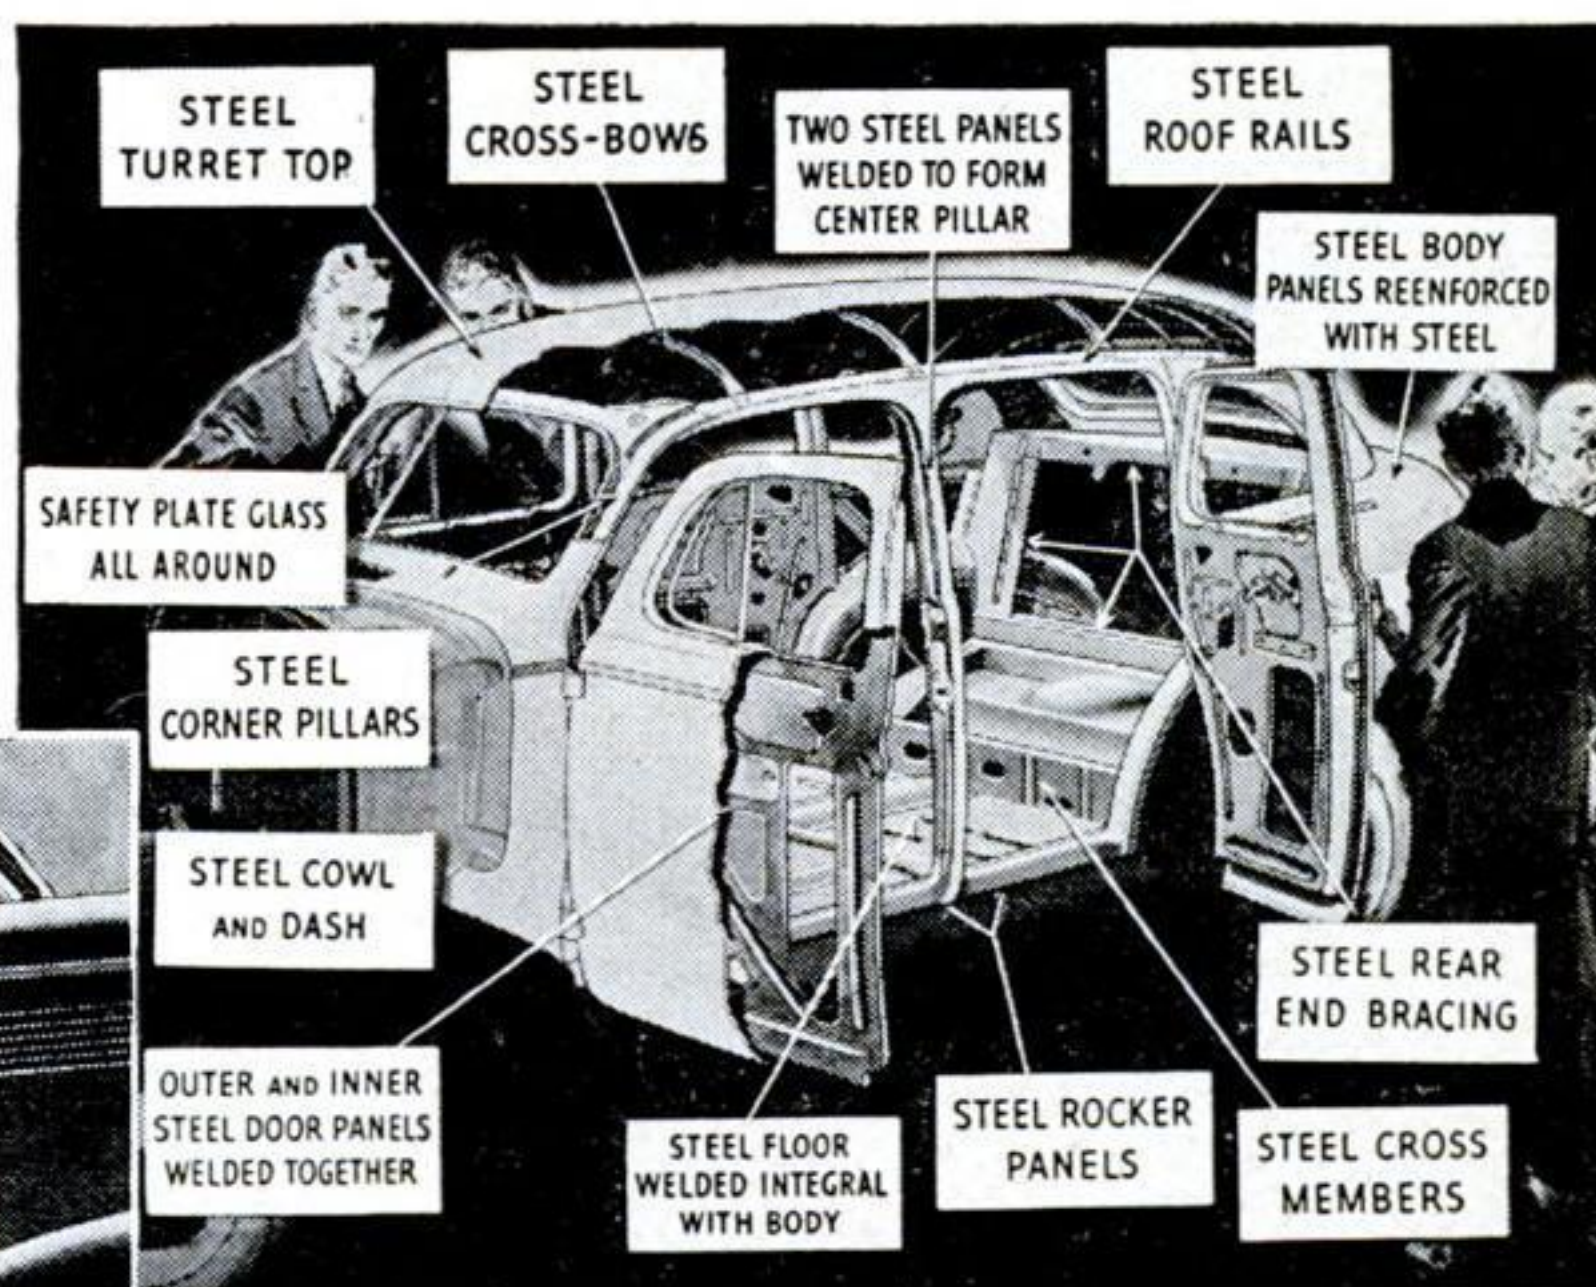 STEEL
TURRET TOP
STEEL
CROSS-BOWS
TWO STEEL PANELS
WELDED TO FORM
CENTER PILLAR
STEEL
ROOF RAILS
STEEL BODY
PANELS REENFORCED
WITH STEEL
SAFETY PLATE GLASS
ALL AROUND
STEEL
CORNER PILLARS
STEEL COWL
AND DASH
OUTER AND INNER
STEEL DOOR PANELS
WELDED TOGETHER
STEEL FLOOR
WELDED INTEGRAL
WITH BODY
STEEL ROCKER
PANELS
STEEL CROSS
MEMBERS
STEEL REAR
END BRACING